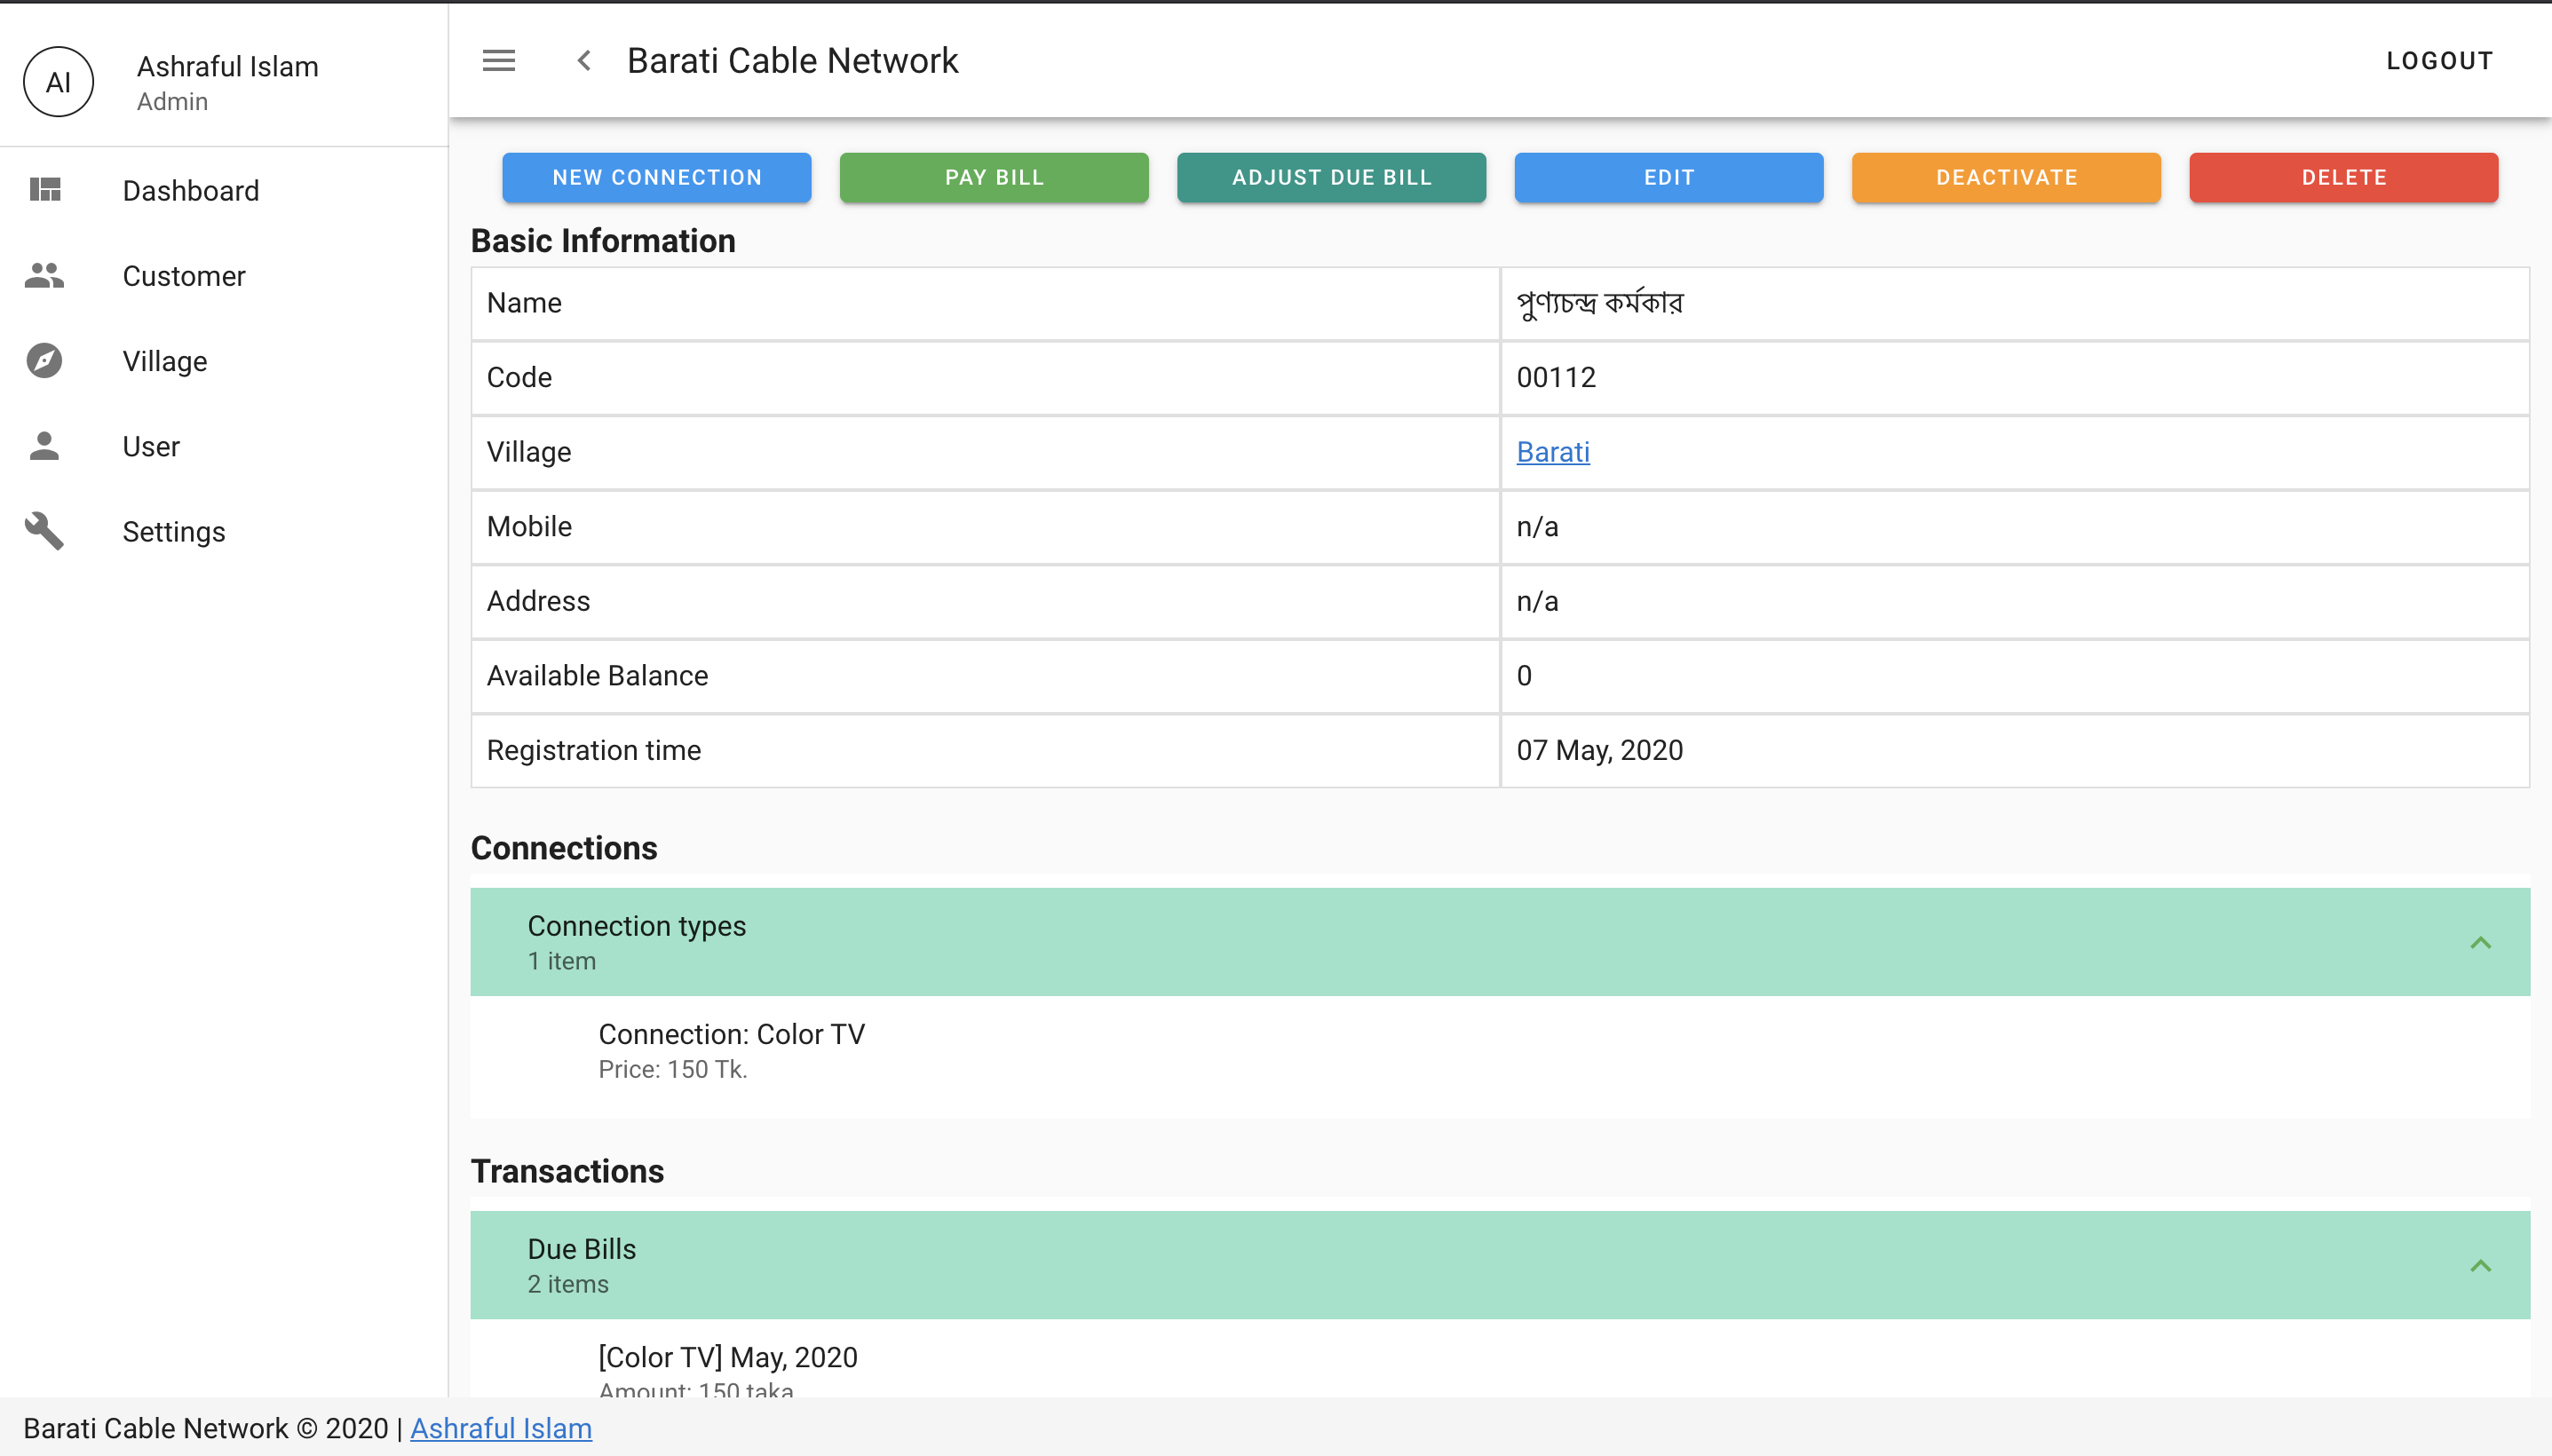 AI
Ashraful Islam
Admin
Dashboard
Customer
Village
User
Settings
Barati Cable Network
LOGOUT
NEW CONNECTION
PAY BILL
ADJUST DUE BILL
EDIT
DEACTIVATE
DELETE
Basic Information
Name পুণ্যচন্দ্র কর্মকার
Code 00112
Village Barati
Mobile n/a
Address n/a
Available Balance 0
Registration time 07 May, 2020
Connections
Connection types
1 item
Connection: Color TV
Price: 150 Tk.
Transactions
Due Bills
2 items
[Color TV] May, 2020
Amount: 150 taka
Barati Cable Network © 2020 | Ashraful Islam